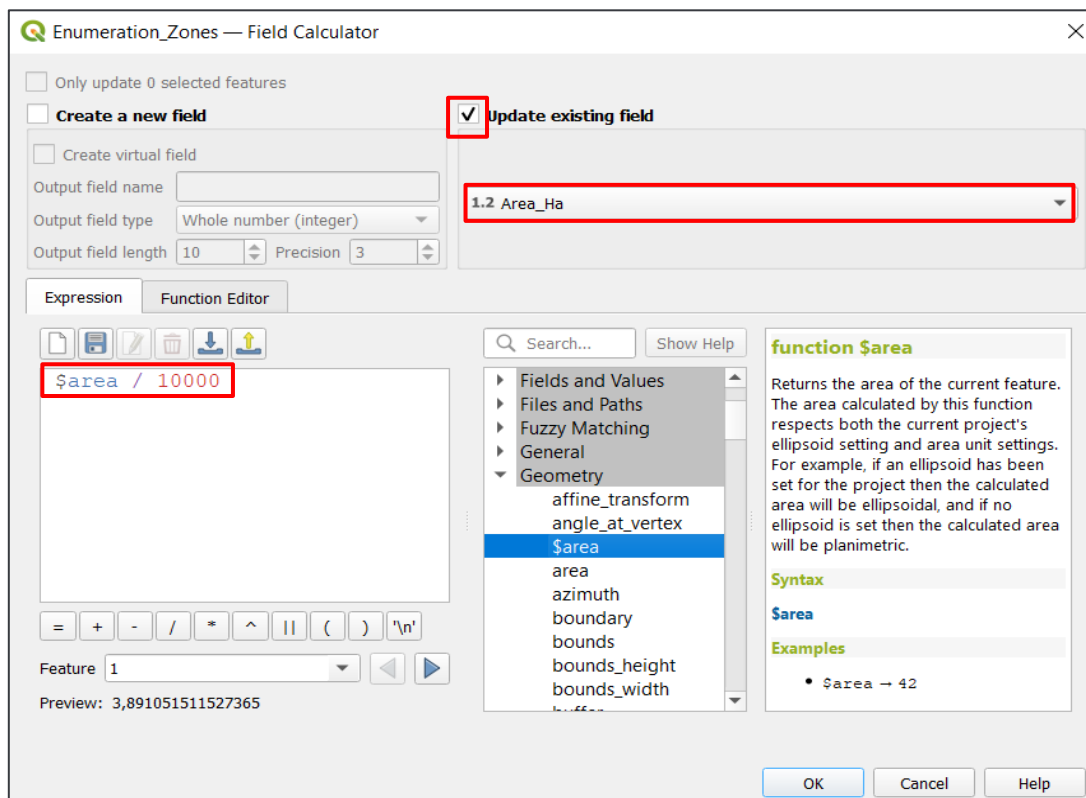 Enumeration_Zones — Field Calculator
Only update 0 selected features
Create a new field
Update existing field
Create virtual field
Output field name
Output field type Whole number (integer)
Output field length 10 Precision 3
1.2 Area_Ha
Expression
Function Editor
$area / 10000
= + - / * ^ || ( ) '\n'
Feature 1
Preview: 3,891051511527365
Search...
Show Help
Fields and Values
Files and Paths
Fuzzy Matching
General
Geometry
affine_transform
angle_at_vertex
$area
area
azimuth
boundary
bounds
bounds_height
bounds_width
buffer
function $area
Returns the area of the current feature.
The area calculated by this function
respects both the current project's
ellipsoid setting and area unit settings.
For example, if an ellipsoid has been
set for the project then the calculated
area will be ellipsoidal, and if no
ellipsoid is set then the calculated area
will be planimetric.
Syntax
$area
Examples
• $area → 42
OK
Cancel
Help